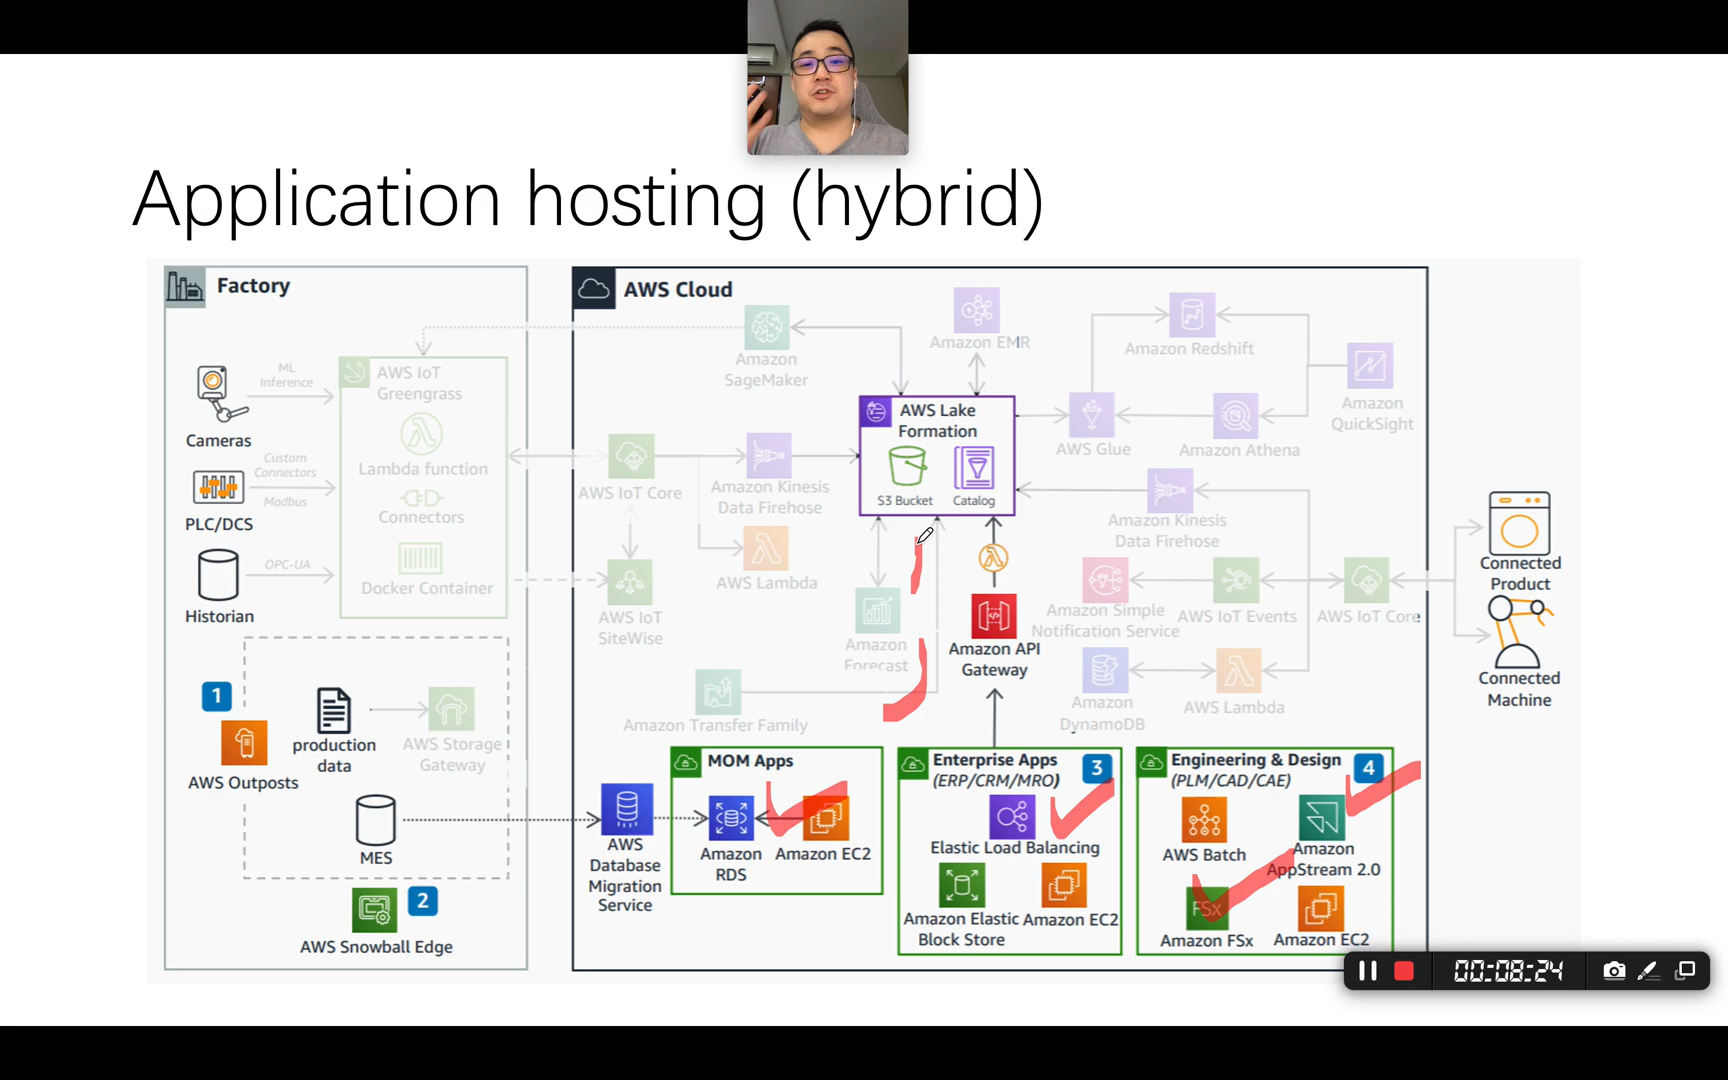 Application hosting (hybrid)
Factory
ML
Inference
Cameras
Custom
Connectors
Modbus
PLC/DCS
OPC-UA
Historian
AWS IoT
Greengrass
Lambda function
Connectors
Docker Container
1
AWS Outposts
production
data
AWS Storage
Gateway
MES
2
AWS Snowball Edge
AWS Cloud
Amazon
SageMaker
Amazon EMR
Amazon Redshift
Amazon
QuickSight
AWS Lake
Formation
S3 Bucket
Catalog
AWS Glue
Amazon Athena
AWS IoT Core
Amazon Kinesis
Data Firehose
AWS Lambda
AWS IoT
SiteWise
Amazon
Forecast
Amazon Transfer Family
Amazon API
Gateway
Amazon Kinesis
Data Firehose
Amazon Simple
Notification Service
AWS IoT Events
AWS IoT Core
Amazon
DynamoDB
AWS Lambda
Connected
Product
Connected
Machine
AWS
Database
Migration
Service
MOM Apps
Amazon
RDS
Amazon EC2
Enterprise Apps
(ERP/CRM/MRO)
3
Elastic Load Balancing
Amazon Elastic
Block Store
Amazon EC2
Engineering & Design
(PLM/CAD/CAE)
4
AWS Batch
Amazon
AppStream 2.0
FSx
Amazon FSx
Amazon EC2
00:08:24